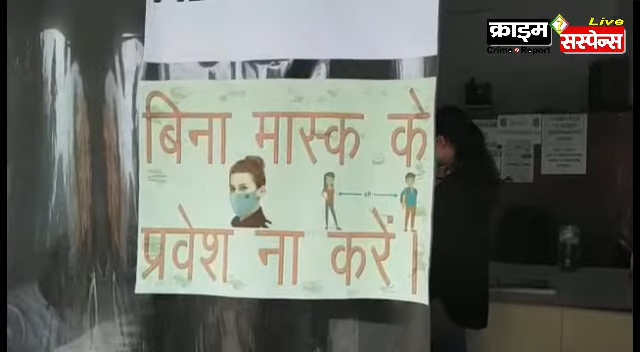 क्राइम Live
Crime Report सस्पेन्स
बिना मास्क के
प्रवेश ना करें।